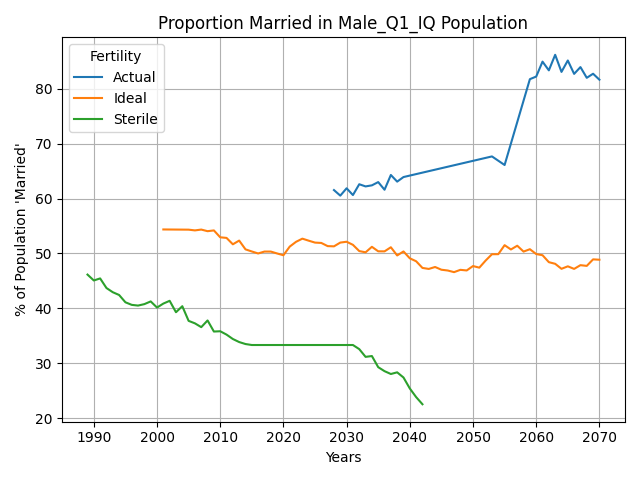 Proportion Married in Male_Q1_IQ Population
Fertility
Actual
Ideal
Sterile
% of Population 'Married'
80
70
60
50
40
30
20
1990 2000 2010 2020 2030 2040 2050 2060 2070
Years